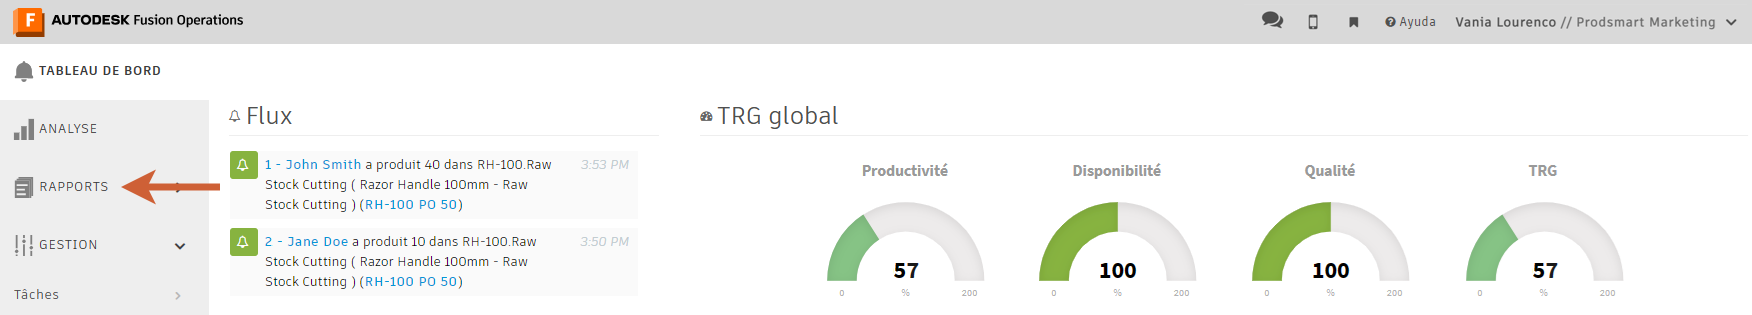 AUTODESK Fusion Operations
Ayuda
Vania Lourenco // Prodsmart Marketing
TABLEAU DE BORD
ANALYSE
RAPPORTS
GESTION
Tâches
Flux
1 - John Smith a produit 40 dans RH-100.Raw
Stock Cutting ( Razor Handle 100mm - Raw
Stock Cutting ) (RH-100 PO 50)
3:53 PM
2 - Jane Doe a produit 10 dans RH-100.Raw
Stock Cutting ( Razor Handle 100mm - Raw
Stock Cutting ) (RH-100 PO 50)
3:50 PM
TRG global
Productivité
57
0 % 200
Disponibilité
100
0 % 200
Qualité
100
0 % 200
TRG
57
0 % 200